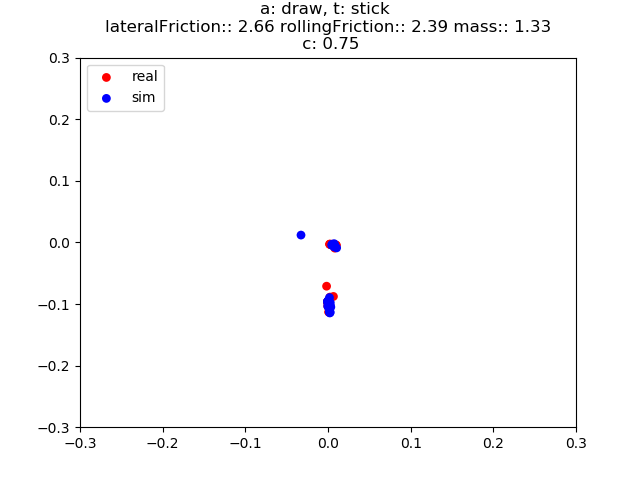 a: draw, t: stick
lateralFriction:: 2.66 rollingFriction:: 2.39 mass:: 1.33
c: 0.75
real
sim
0.3
0.2
0.1
0.0
−0.1
−0.2
−0.3
−0.3 −0.2 −0.1 0.0 0.1 0.2 0.3